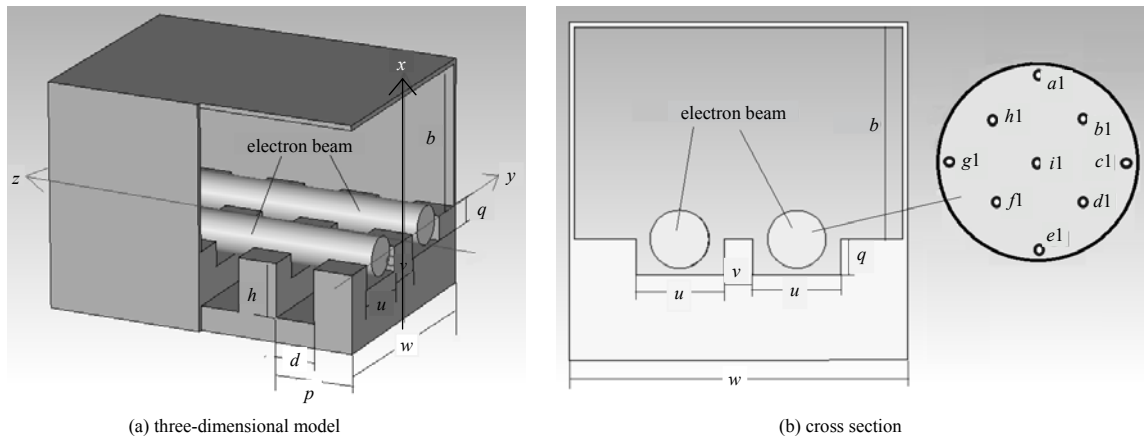 x
electron beam
b
z
y
q
v
h
u
w
d
p
(a) three-dimensional model
electron beam
b
q
v
u
u
w
a1
h1
b1
g1
i1
c1
f1
d1
e1
(b) cross section